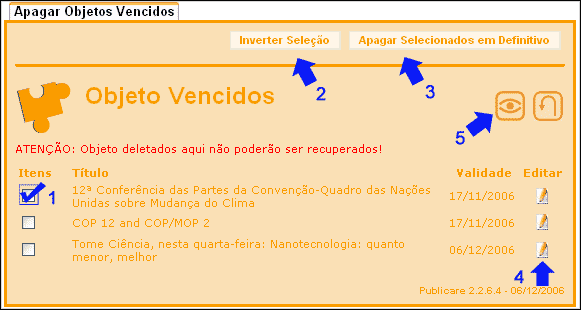 Apagar Objetos Vencidos
Inverter Seleção Apagar Selecionados em Definitivo
2 3
Objeto Vencidos
5
ATENÇÃO: Objeto deletados aqui não poderão ser recuperados!
Itens Título Validade Editar
1 12ª Conferência das Partes da Convenção-Quadro das Nações
Unidas sobre Mudança do Clima 17/11/2006
COP 12 and COP/MOP 2 17/11/2006
Tome Ciência, nesta quarta-feira: Nanotecnologia: quanto
menor, melhor 06/12/2006
4
Publicare 2.2.6.4 - 06/12/2006